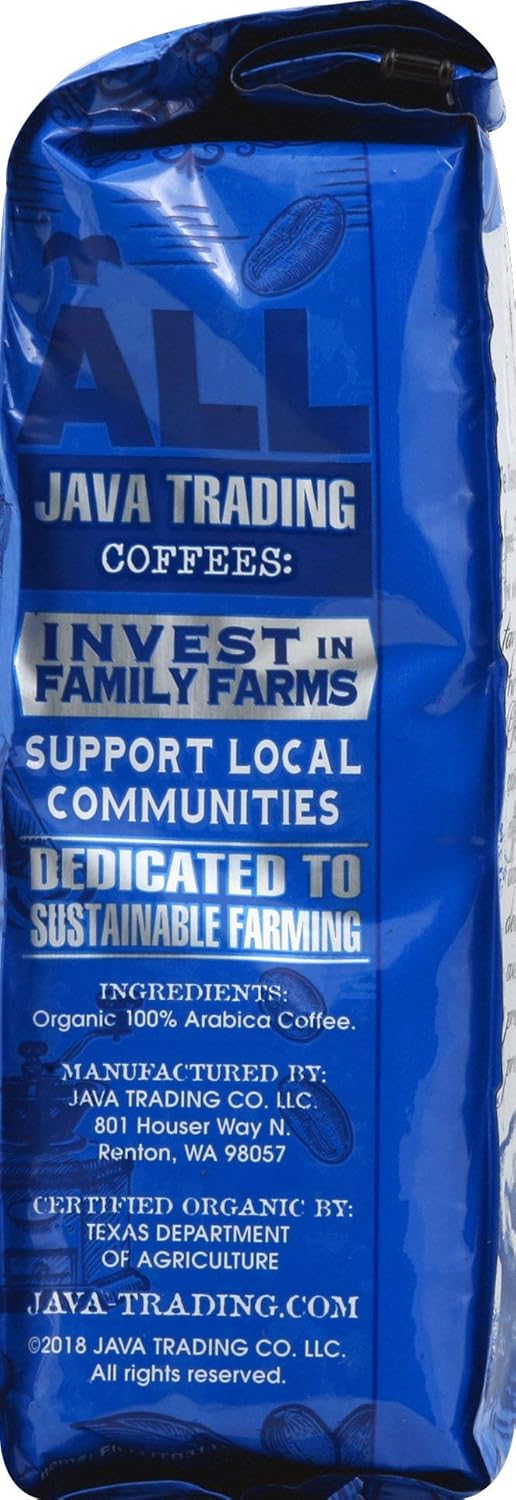 ALL
JAVA TRADING
COFFEES:
INVEST IN
FAMILY FARMS
SUPPORT LOCAL
COMMUNITIES
DEDICATED TO
SUSTAINABLE FARMING
INGREDIENTS:
Organic 100% Arabica Coffee.
MANUFACTURED BY:
JAVA TRADING CO. LLC.
801 Houser Way N.
Renton, WA 98057
CERTIFIED ORGANIC BY:
TEXAS DEPARTMENT
OF AGRICULTURE
JAVA-TRADING.COM
©2018 JAVA TRADING CO. LLC.
All rights reserved.